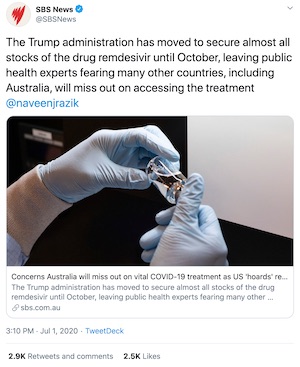 SBS News
@SBSNews
The Trump administration has moved to secure almost all
stocks of the drug remdesivir until October, leaving public
health experts fearing many other countries, including
Australia, will miss out on accessing the treatment
@naveenjrazik
Concerns Australia will miss out on vital COVID-19 treatment as US 'hoards' re...
The Trump administration has moved to secure almost all stocks of the drug
remdesivir until October, leaving public health experts fearing many other ...
sbs.com.au
3:10 PM · Jul 1, 2020 · TweetDeck
2.9K Retweets and comments 2.5K Likes